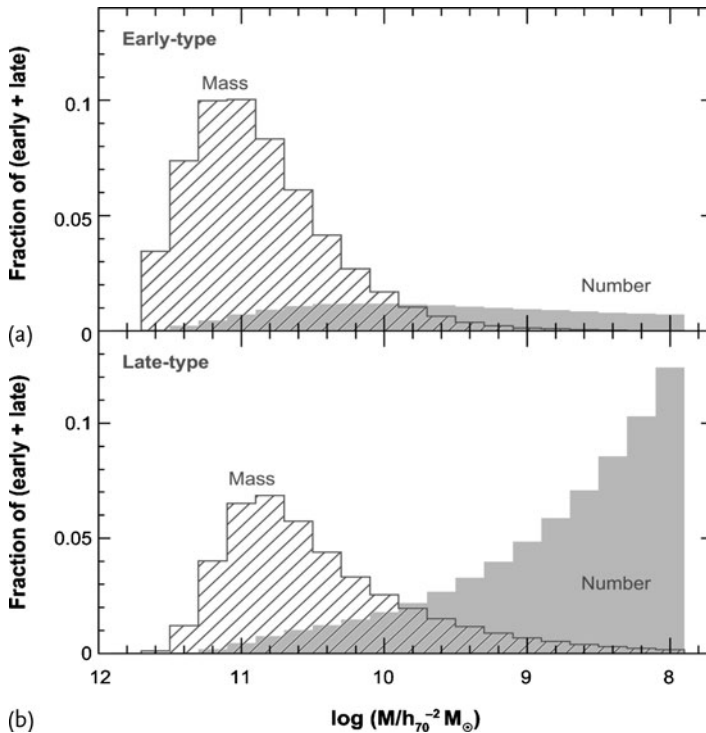 Early-type
Mass
Number
Fraction of (early + late)
0.1
0.05
0
(a)
Late-type
Mass
Number
Fraction of (early + late)
0.1
0.05
0
12 11 10 9 8
(b)
log (M/h₇₀⁻² M☉)